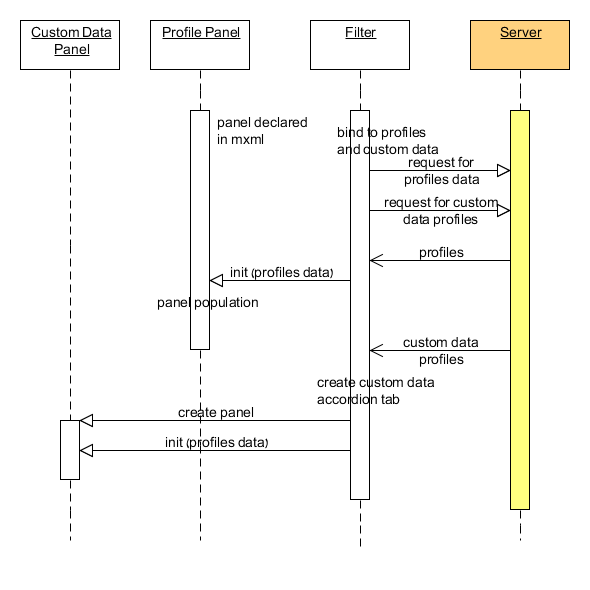 Custom Data
Panel
Profile Panel
Filter
Server
panel declared
in mxml
bind to profiles
and custom data
request for
profiles data
request for custom
data profiles
profiles
init (profiles data)
panel population
custom data
profiles
create custom data
accordion tab
create panel
init (profiles data)